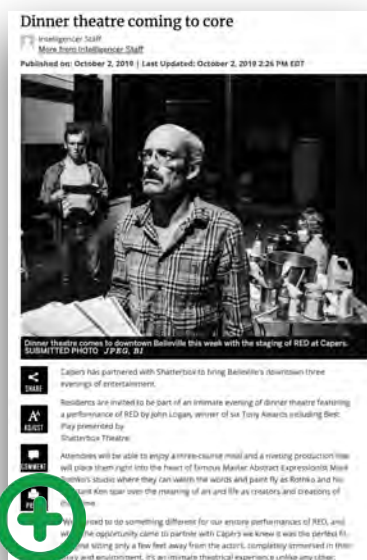 Dinner theatre coming to core
Intelligencer Staff
More from Intelligencer Staff
Published on: October 2, 2019 | Last Updated: October 2, 2019 2:26 PM EDT
Dinner theatre comes to downtown Belleville this week with the staging of RED at Capers.
SUBMITTED PHOTO JPEG, BI
SHARE
Capers has partnered with Shatterbox to bring Belleville's downtown three
evenings of entertainment.
ADJUST
Residents are invited to be part of an intimate evening of dinner theatre featuring
a performance of RED by John Logan, winner of six Tony Awards including Best
Play presented by
Shatterbox Theatre.
COMMENT
Attendees will be able to enjoy a three-course meal and a riveting production that
will place them right into the heart of famous Master Abstract Expressionist Mark
Rothko's studio where they can watch the words and paint fly as Rothko and his
assistant Ken spar over the meaning of art and life as creators and creations of
to do something different for our encore performances of RED, and
the opportunity came to partner with Capers we knew it was the perfect fit.
sitting only a few feet away from the actors, completely immersed in their
and environment, it's an intimate theatrical experience unlike any other,